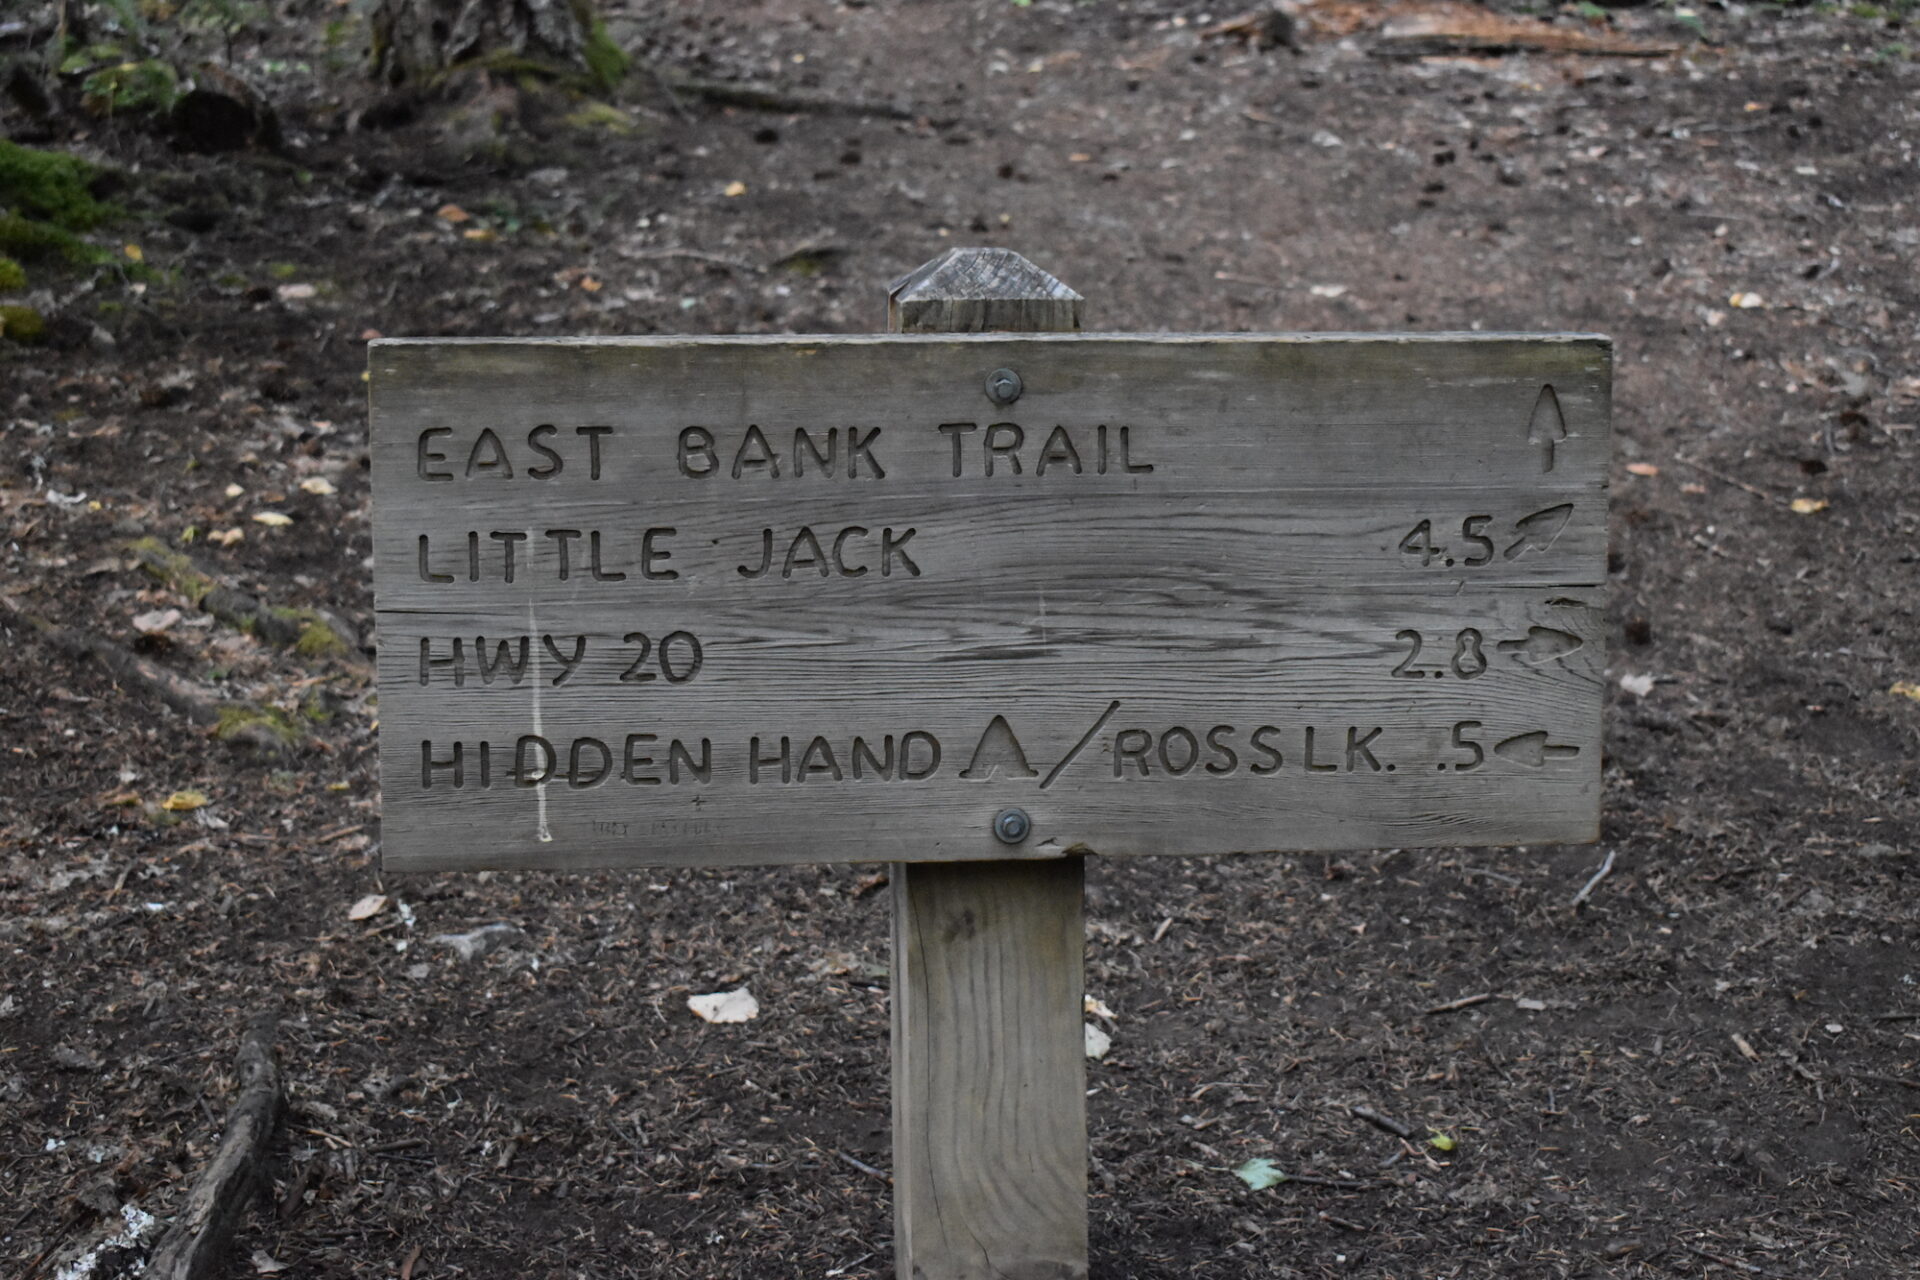 EAST BANK TRAIL
LITTLE JACK 4.5
HWY 20 2.8
HIDDEN HAND / ROSS LK. .5